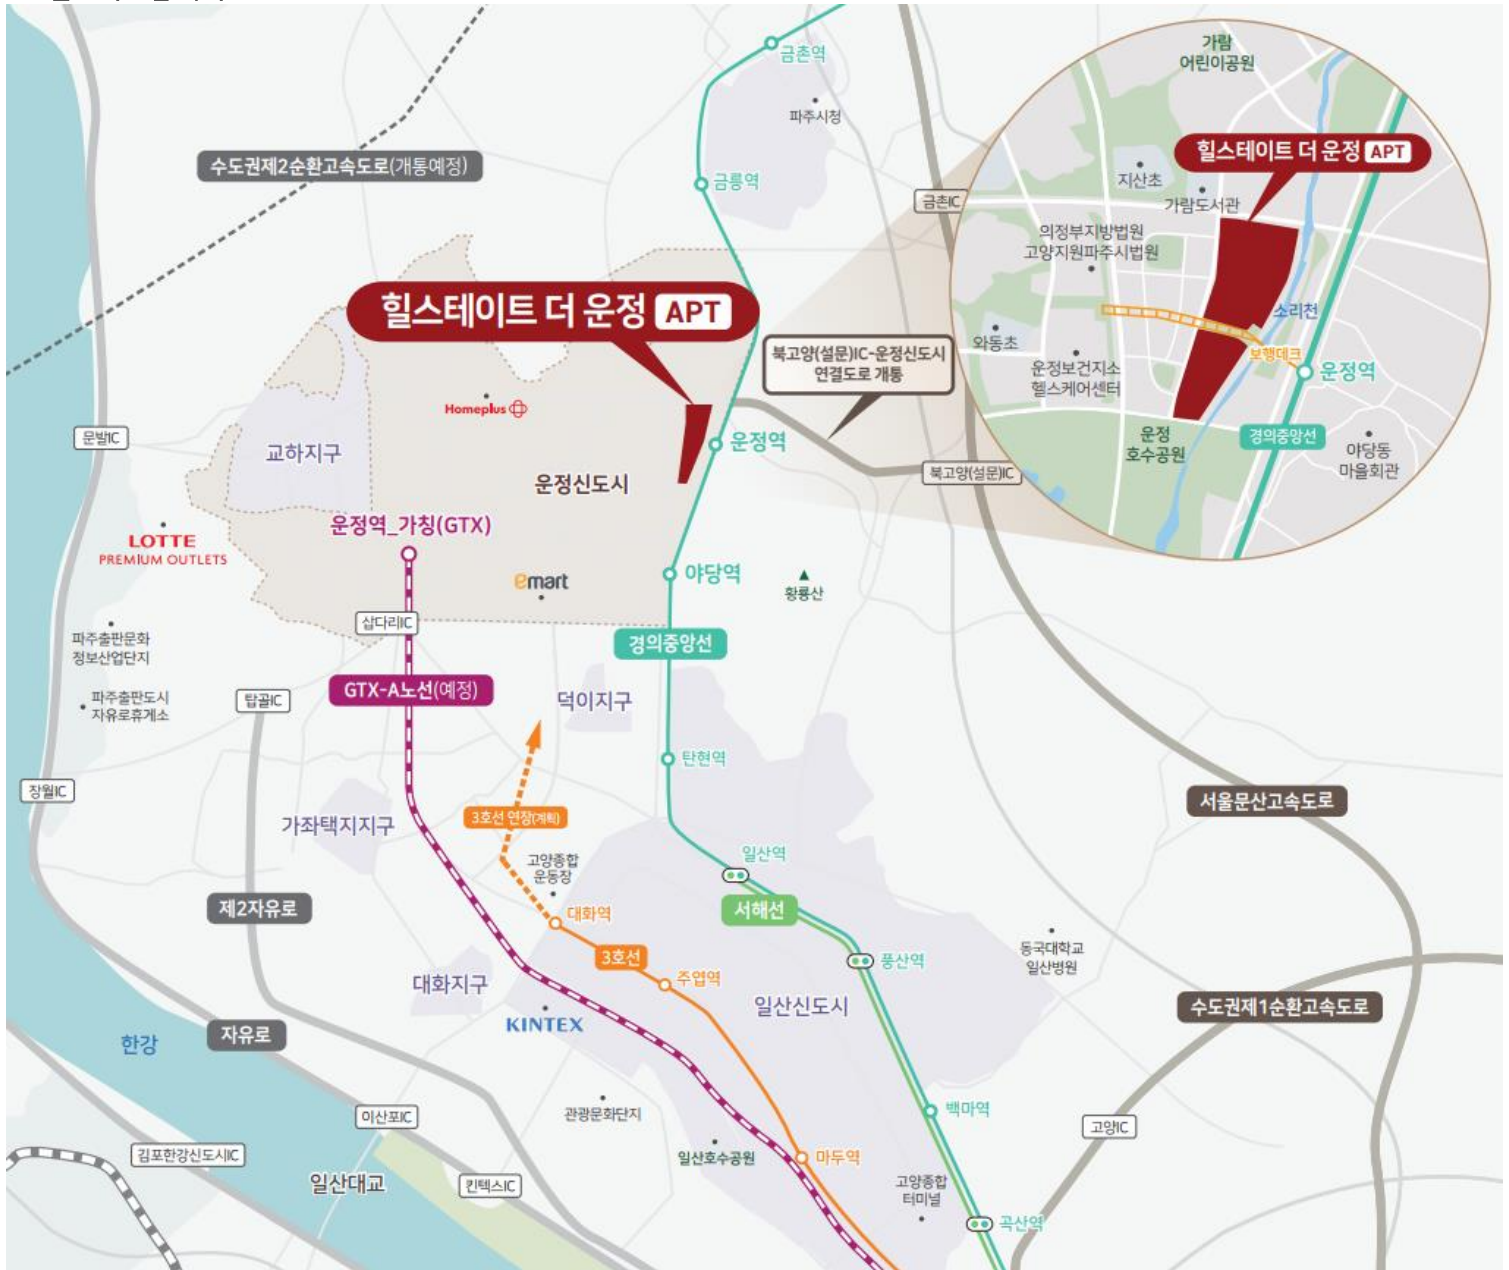 금촌역
파주시청
수도권제2순환고속도로(개통예정)
금릉역
금촌IC
가람
어린이공원
힐스테이트 더 운정 APT
지산초
가람도서관
의정부지방법원
고양지원파주시법원
소리천
와동초
보행데크
운정보건지소
헬스케어센터
운정역
운정
호수공원
경의중앙선
야당동
마을회관
힐스테이트 더 운정 APT
북고양(설문)IC-운정신도시
연결도로 개통
Homeplus
문발IC
교하지구
운정역
북고양(설문)IC
운정신도시
운정역_가칭(GTX)
LOTTE
PREMIUM OUTLETS
emart
야당역
황룡산
삽다리IC
파주출판문화
정보산업단지
경의중앙선
GTX-A노선(예정)
탑골IC
파주출판도시
자유로휴게소
덕이지구
탄현역
장월IC
서울문산고속도로
가좌택지지구
3호선 연장(계획)
고양종합
운동장
일산역
제2자유로
대화역
서해선
3호선
동국대학교
일산병원
풍산역
대화지구
주엽역
일산신도시
수도권제1순환고속도로
KINTEX
자유로
한강
관광문화단지
백마역
이산포IC
고양IC
김포한강신도시IC
일산호수공원
마두역
일산대교
킨텍스IC
고양종합
터미널
곡산역